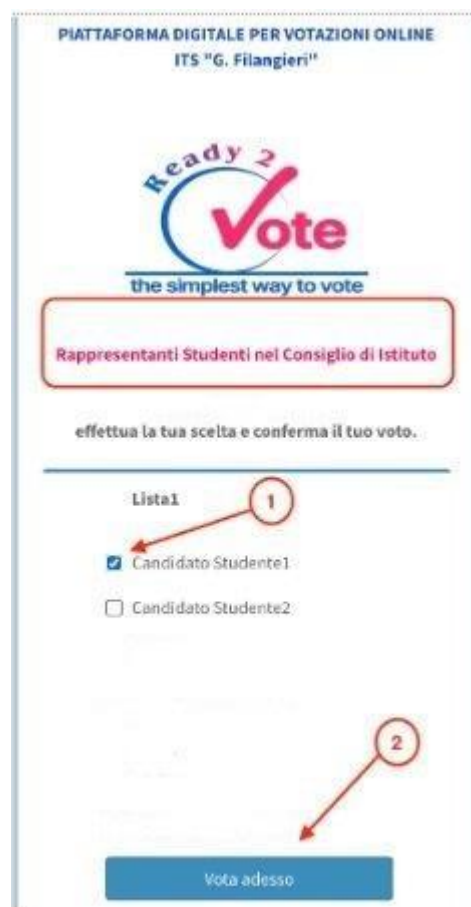 PIATTAFORMA DIGITALE PER VOTAZIONI ONLINE
ITS "G. Filangieri"
Ready 2
Vote
the simplest way to vote
Rappresentanti Studenti nel Consiglio di Istituto
effettua la tua scelta e conferma il tuo voto.
Lista1
1
Candidato Studente1
Candidato Studente2
2
Vota adesso